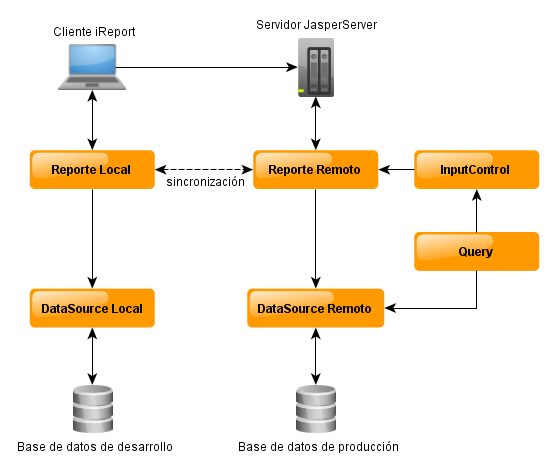 Cliente iReport
Servidor JasperServer
Reporte Local
sincronización
Reporte Remoto
InputControl
Query
DataSource Local
DataSource Remoto
Base de datos de desarrollo
Base de datos de producción